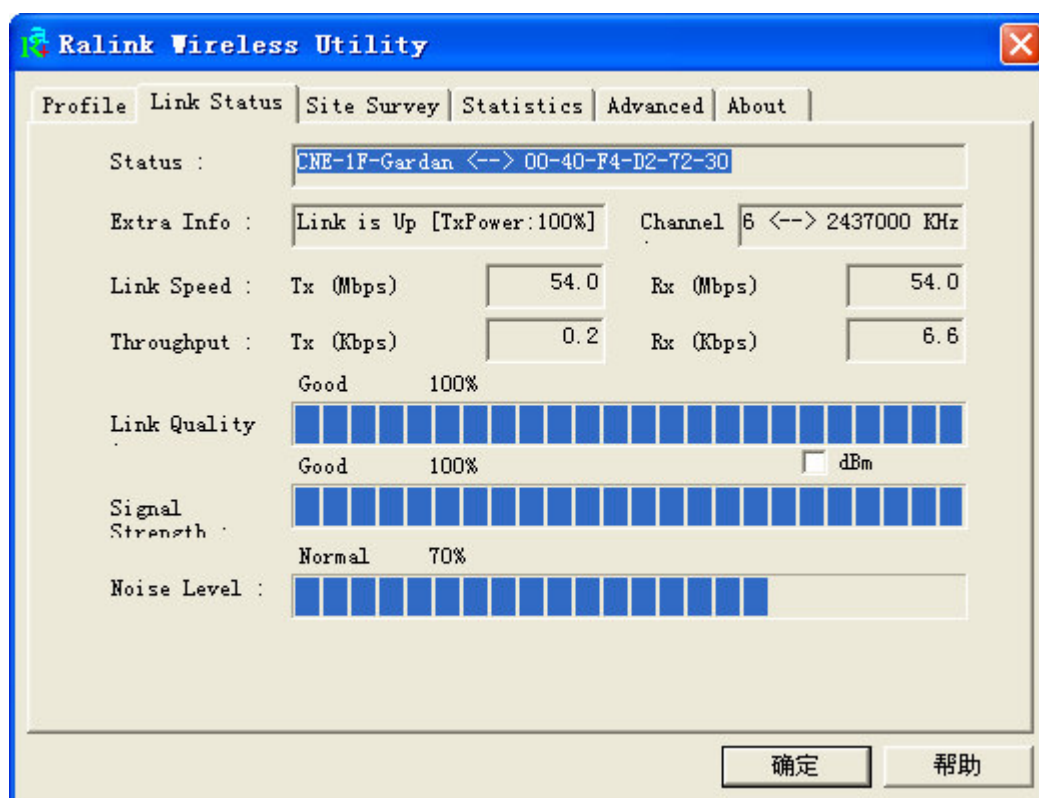 Ralink Wireless Utility
Profile Link Status Site Survey Statistics Advanced About
Status : CNE-1F-Gardan <--> 00-40-F4-D2-72-30
Extra Info : Link is Up [TxPower:100%] Channel 6 <--> 2437000 KHz
Link Speed : Tx (Mbps) 54.0 Rx (Mbps) 54.0
Throughput : Tx (Kbps) 0.2 Rx (Kbps) 6.6
Good 100%
Link Quality
Good 100% dBm
Signal
Strength :
Normal 70%
Noise Level :
确定 帮助